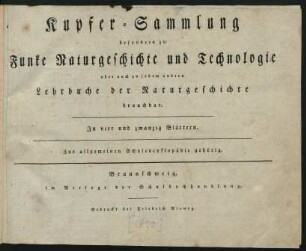 Kupfer-Sammlung
besonders zu
Funke Naturgeschichte und Technologie
aber auch zu jedem andern
Lehrbuche der Naturgeschichte
brauchbar.
In vier und zwanzig Blättern.
Zur allgemeinen Schulencyklopädie gehörig.
Braunschweig,
im Verlage der Schulbuchhandlung.
Gedruckt bei Friedrich Vieweg.